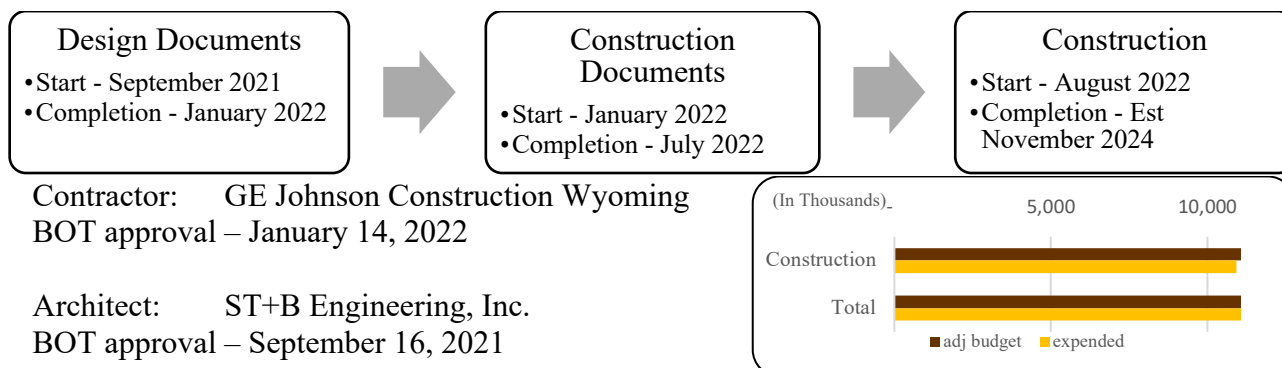 Design Documents
•Start - September 2021
•Completion - January 2022
Construction
Documents
•Start - January 2022
•Completion - July 2022
Construction
•Start - August 2022
•Completion - Est
November 2024
Contractor: GE Johnson Construction Wyoming
BOT approval – January 14, 2022
Architect: ST+B Engineering, Inc.
BOT approval – September 16, 2021
(In Thousands) - 5,000 10,000
Construction
Total
adj budget expended